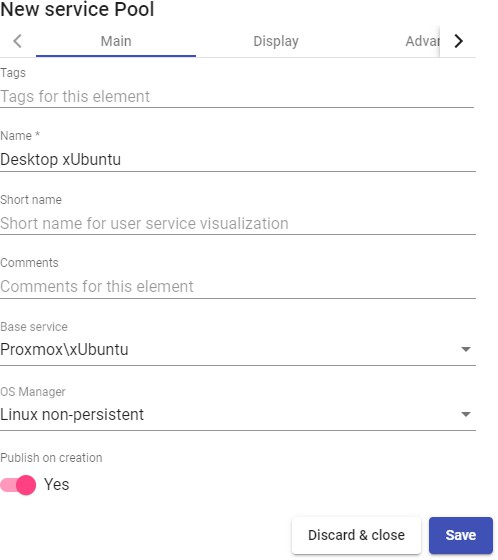 New service Pool
Main
Display
Advan
Tags
Tags for this element
Name *
Desktop xUbuntu
Short name
Short name for user service visualization
Comments
Comments for this element
Base service
Proxmox\xUbuntu
OS Manager
Linux non-persistent
Publish on creation
Yes
Discard & close
Save